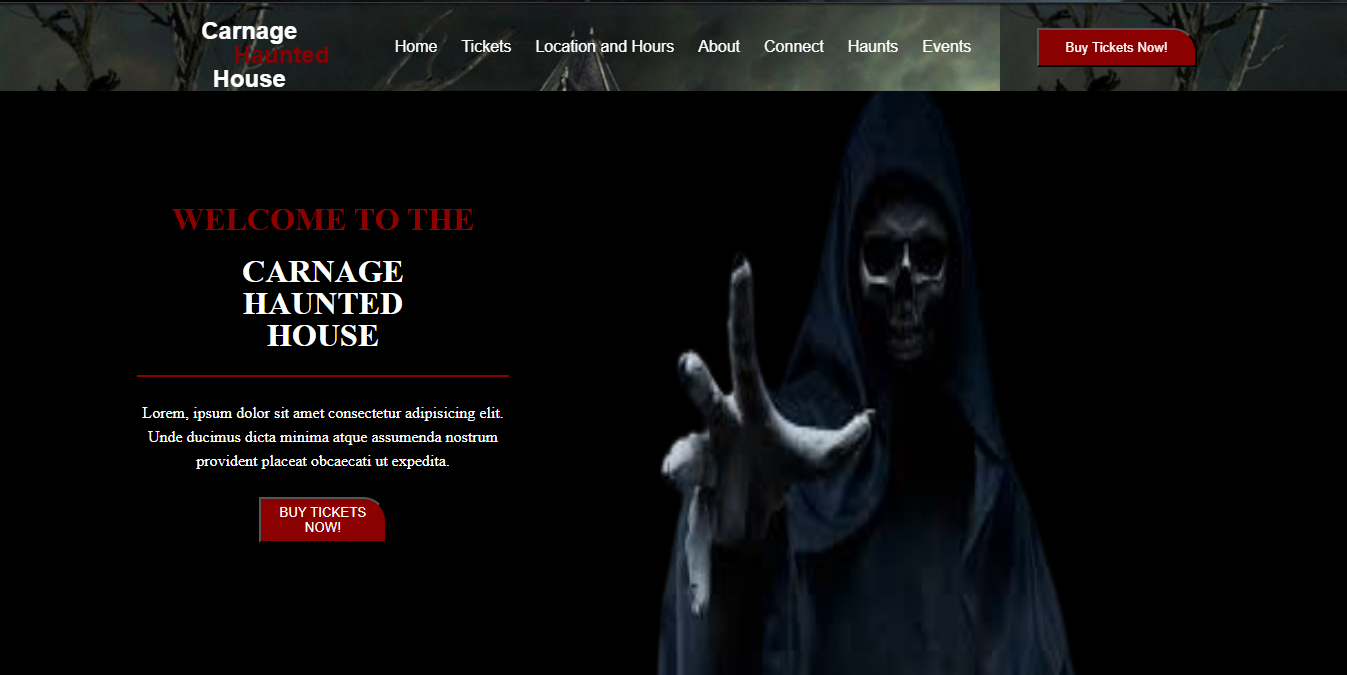 Carnage
Haunted
House
Home Tickets Location and Hours About Connect Haunts Events
Buy Tickets Now!
WELCOME TO THE
CARNAGE
HAUNTED
HOUSE
Lorem, ipsum dolor sit amet consectetur adipisicing elit.
Unde ducimus dicta minima atque assumenda nostrum
provident placeat obcaecati ut expedita.
BUY TICKETS
NOW!